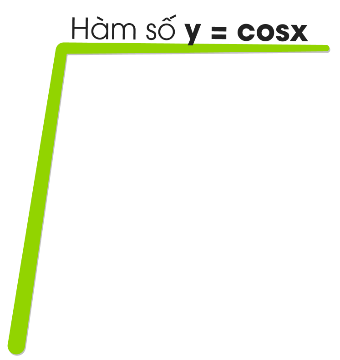 Hàm số y = cosx